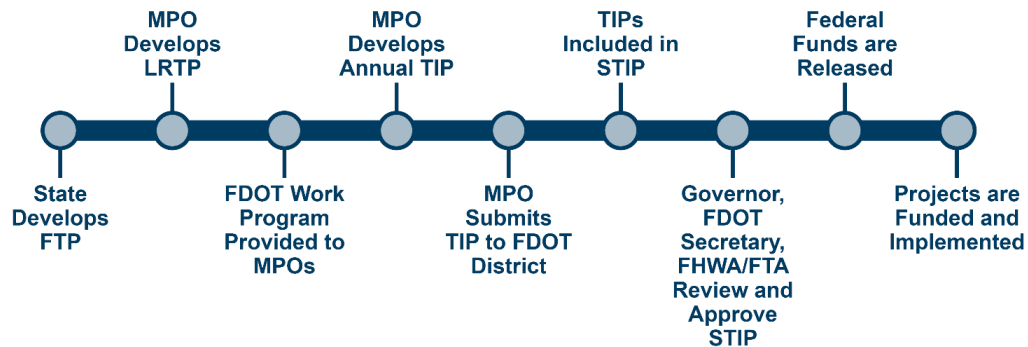 State
Develops
FTP
MPO
Develops
LRTP
FDOT Work
Program
Provided to
MPOs
MPO
Develops
Annual TIP
MPO
Submits
TIP to FDOT
District
TIPs
Included in
STIP
Governor,
FDOT
Secretary,
FHWA/FTA
Review and
Approve
STIP
Federal
Funds are
Released
Projects are
Funded and
Implemented